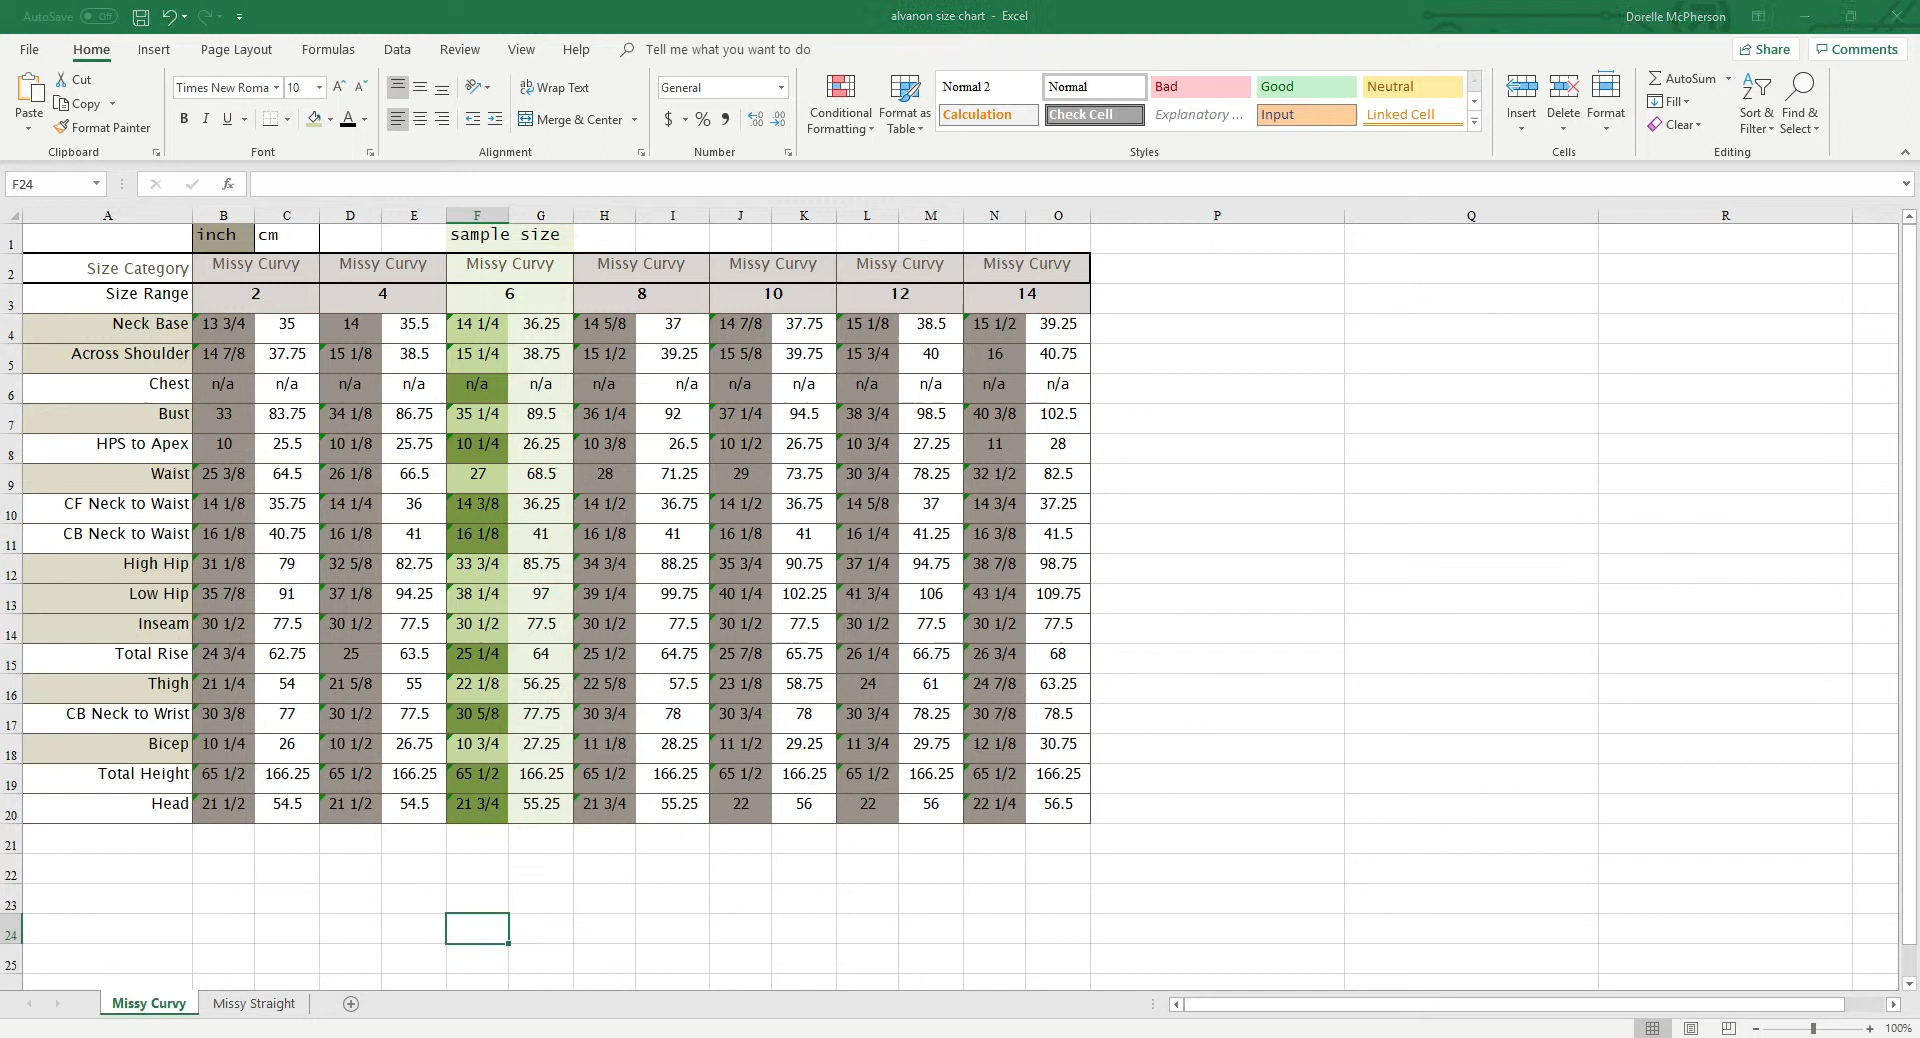 AutoSave Off alvanon size chart - Excel Dorelle McPherson
File Home Insert Page Layout Formulas Data Review View Help Tell me what you want to do Share Comments
Cut Times New Roma 10 Wrap Text General Normal 2 Normal Bad Good Neutral AutoSum
Copy Fill
Paste Format Painter B I U Merge & Center $ % Conditional Formatting Format as Table Calculation Check Cell Explanatory ... Input Linked Cell Insert Delete Format Clear Sort & Filter Find & Select
Clipboard Font Alignment Number Styles Cells Editing
F24 fx
A B C D E F G H I J K L M N O P Q R
1 inch cm sample size
2 Size Category Missy Curvy Missy Curvy Missy Curvy Missy Curvy Missy Curvy Missy Curvy Missy Curvy
3 Size Range 2 4 6 8 10 12 14
4 Neck Base 13 3/4 35 14 35.5 14 1/4 36.25 14 5/8 37 14 7/8 37.75 15 1/8 38.5 15 1/2 39.25
5 Across Shoulder 14 7/8 37.75 15 1/8 38.5 15 1/4 38.75 15 1/2 39.25 15 5/8 39.75 15 3/4 40 16 40.75
6 Chest n/a n/a n/a n/a n/a n/a n/a n/a n/a n/a n/a n/a n/a n/a
7 Bust 33 83.75 34 1/8 86.75 35 1/4 89.5 36 1/4 92 37 1/4 94.5 38 3/4 98.5 40 3/8 102.5
8 HPS to Apex 10 25.5 10 1/8 25.75 10 1/4 26.25 10 3/8 26.5 10 1/2 26.75 10 3/4 27.25 11 28
9 Waist 25 3/8 64.5 26 1/8 66.5 27 68.5 28 71.25 29 73.75 30 3/4 78.25 32 1/2 82.5
10 CF Neck to Waist 14 1/8 35.75 14 1/4 36 14 3/8 36.25 14 1/2 36.75 14 1/2 36.75 14 5/8 37 14 3/4 37.25
11 CB Neck to Waist 16 1/8 40.75 16 1/8 41 16 1/8 41 16 1/8 41 16 1/8 41 16 1/4 41.25 16 3/8 41.5
12 High Hip 31 1/8 79 32 5/8 82.75 33 3/4 85.75 34 3/4 88.25 35 3/4 90.75 37 1/4 94.75 38 7/8 98.75
13 Low Hip 35 7/8 91 37 1/8 94.25 38 1/4 97 39 1/4 99.75 40 1/4 102.25 41 3/4 106 43 1/4 109.75
14 Inseam 30 1/2 77.5 30 1/2 77.5 30 1/2 77.5 30 1/2 77.5 30 1/2 77.5 30 1/2 77.5 30 1/2 77.5
15 Total Rise 24 3/4 62.75 25 63.5 25 1/4 64 25 1/2 64.75 25 7/8 65.75 26 1/4 66.75 26 3/4 68
16 Thigh 21 1/4 54 21 5/8 55 22 1/8 56.25 22 5/8 57.5 23 1/8 58.75 24 61 24 7/8 63.25
17 CB Neck to Wrist 30 3/8 77 30 1/2 77.5 30 5/8 77.75 30 3/4 78 30 3/4 78 30 3/4 78.25 30 7/8 78.5
18 Bicep 10 1/4 26 10 1/2 26.75 10 3/4 27.25 11 1/8 28.25 11 1/2 29.25 11 3/4 29.75 12 1/8 30.75
19 Total Height 65 1/2 166.25 65 1/2 166.25 65 1/2 166.25 65 1/2 166.25 65 1/2 166.25 65 1/2 166.25 65 1/2 166.25
20 Head 21 1/2 54.5 21 1/2 54.5 21 3/4 55.25 21 3/4 55.25 22 56 22 56 22 1/4 56.5
21
22
23
24
25
Missy Curvy Missy Straight
100%